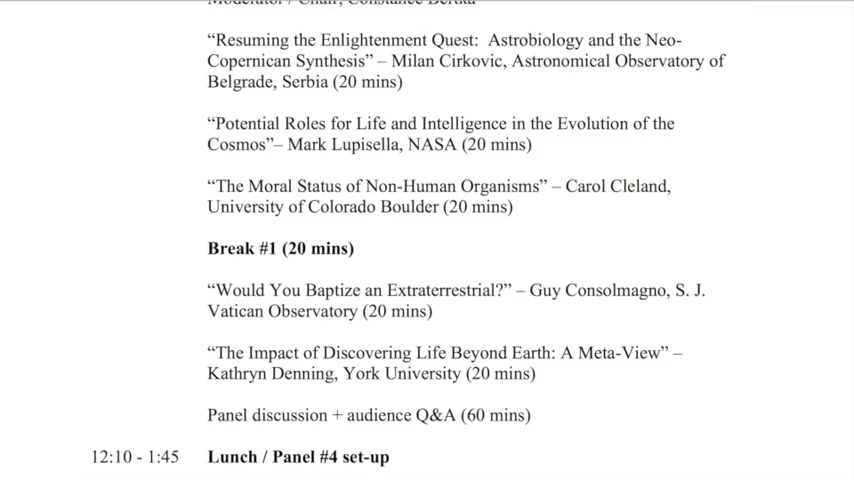 Moderator / Chair, Constance Bertka
“Resuming the Enlightenment Quest:  Astrobiology and the Neo-
Copernican Synthesis” – Milan Cirkovic, Astronomical Observatory of
Belgrade, Serbia (20 mins)
“Potential Roles for Life and Intelligence in the Evolution of the
Cosmos”– Mark Lupisella, NASA (20 mins)
“The Moral Status of Non-Human Organisms” – Carol Cleland,
University of Colorado Boulder (20 mins)
Break #1 (20 mins)
“Would You Baptize an Extraterrestrial?” – Guy Consolmagno, S. J.
Vatican Observatory (20 mins)
“The Impact of Discovering Life Beyond Earth: A Meta-View” –
Kathryn Denning, York University (20 mins)
Panel discussion + audience Q&A (60 mins)
12:10 - 1:45 Lunch / Panel #4 set-up